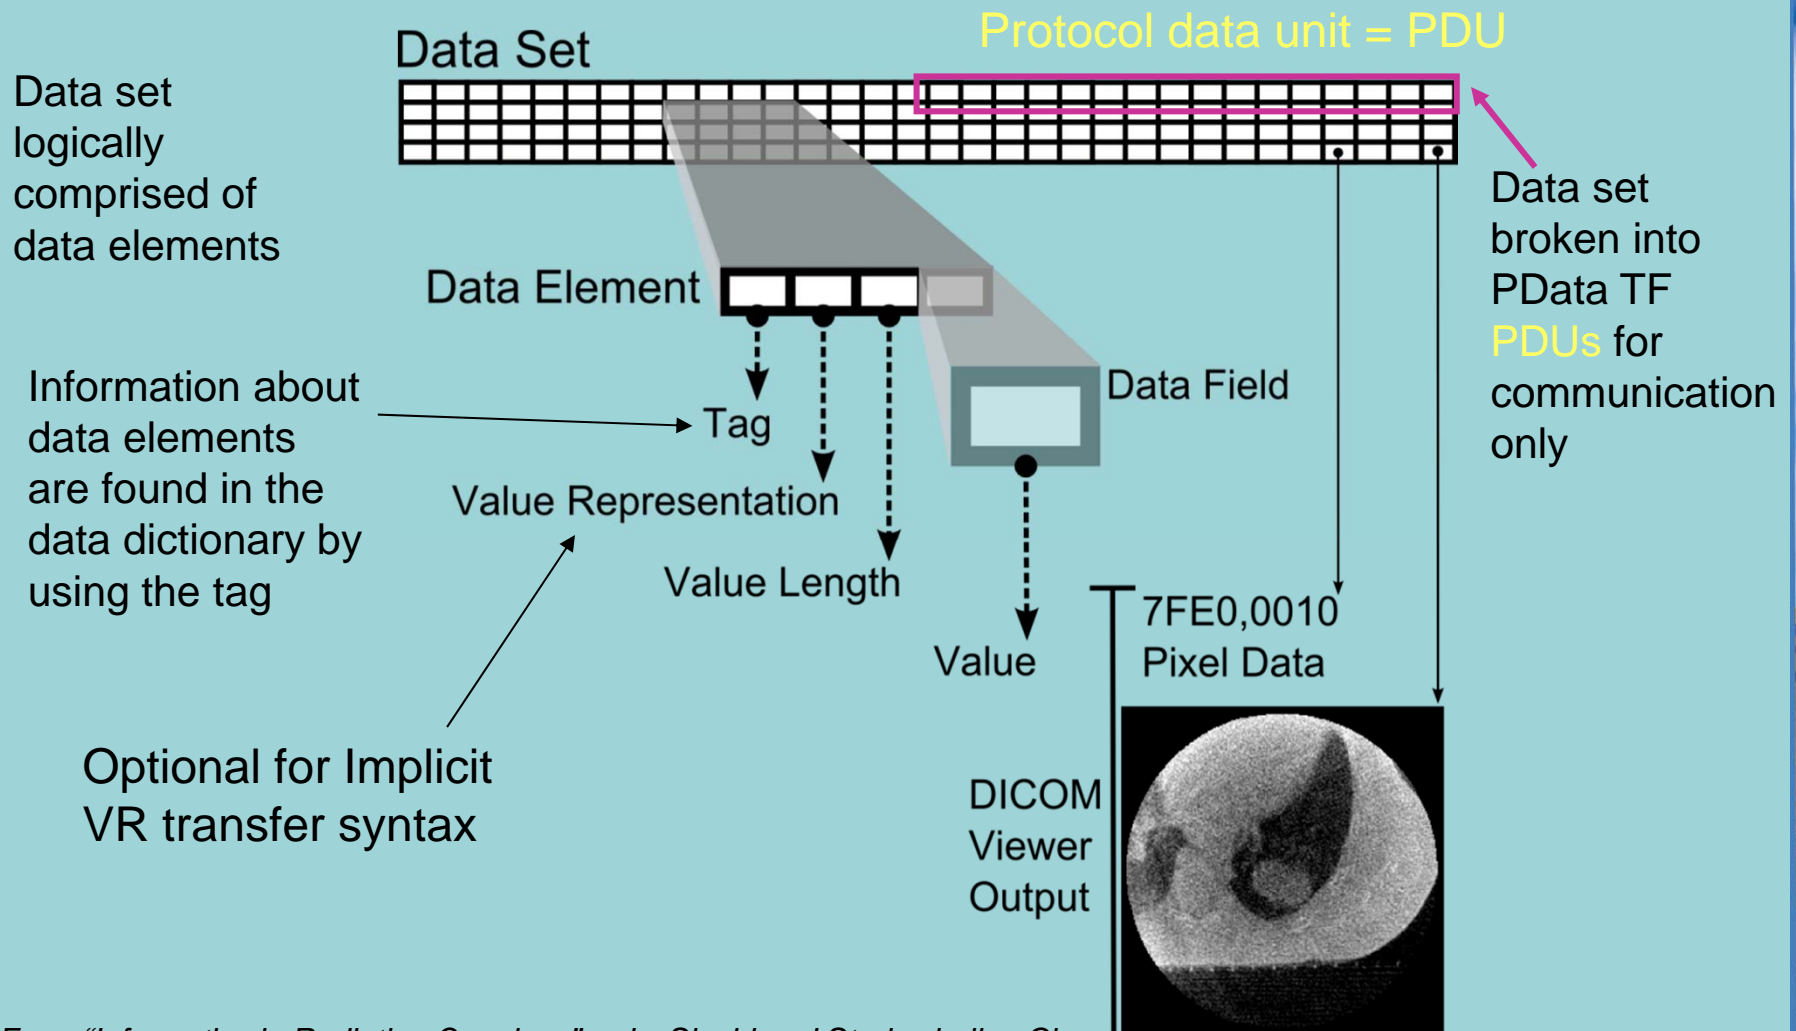 Protocol data unit = PDU
Data Set
Data set
logically
comprised of
data elements
Data set
broken into
PData TF
PDUs for
communication
only
Data Element
Data Field
Information about
data elements
are found in the
data dictionary by
using the tag
Tag
Value Representation
Value Length
Value
7FE0,0010
Pixel Data
Optional for Implicit
VR transfer syntax
DICOM
Viewer
Output